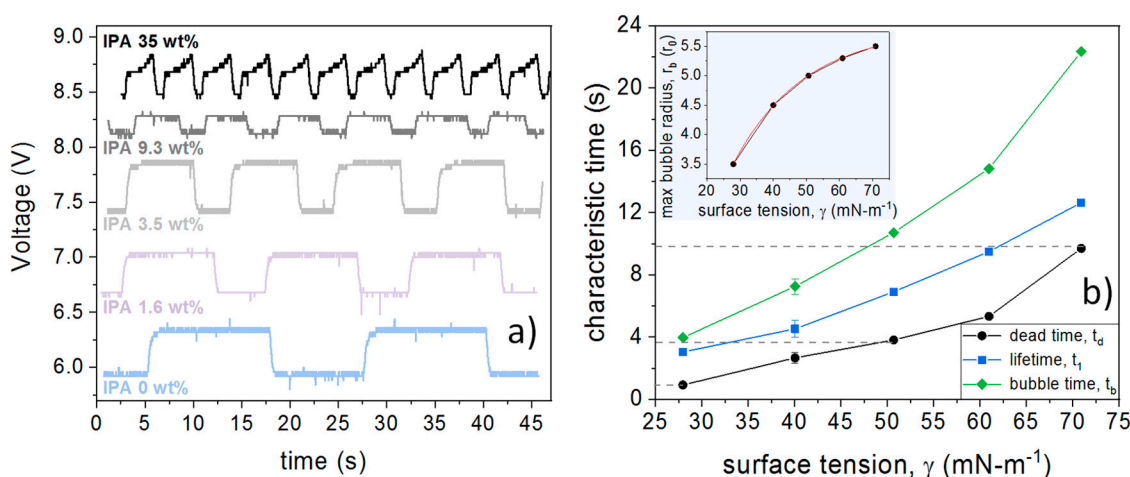 9.0
8.5
8.0
7.5
7.0
6.5
6.0
Voltage (V)
IPA 35 wt%
IPA 9.3 wt%
IPA 3.5 wt%
IPA 1.6 wt%
IPA 0 wt%
a)
0 5 10 15 20 25 30 35 40 45
time (s)
24
20
16
12
8
4
0
characteristic time (s)
5.5
5.0
4.5
4.0
3.5
max bubble radius, r_b (r_0)
20 30 40 50 60 70
surface tension, γ (mN-m⁻¹)
b)
dead time, t_d
lifetime, t_1
bubble time, t_b
25 30 35 40 45 50 55 60 65 70 75
surface tension, γ (mN-m⁻¹)